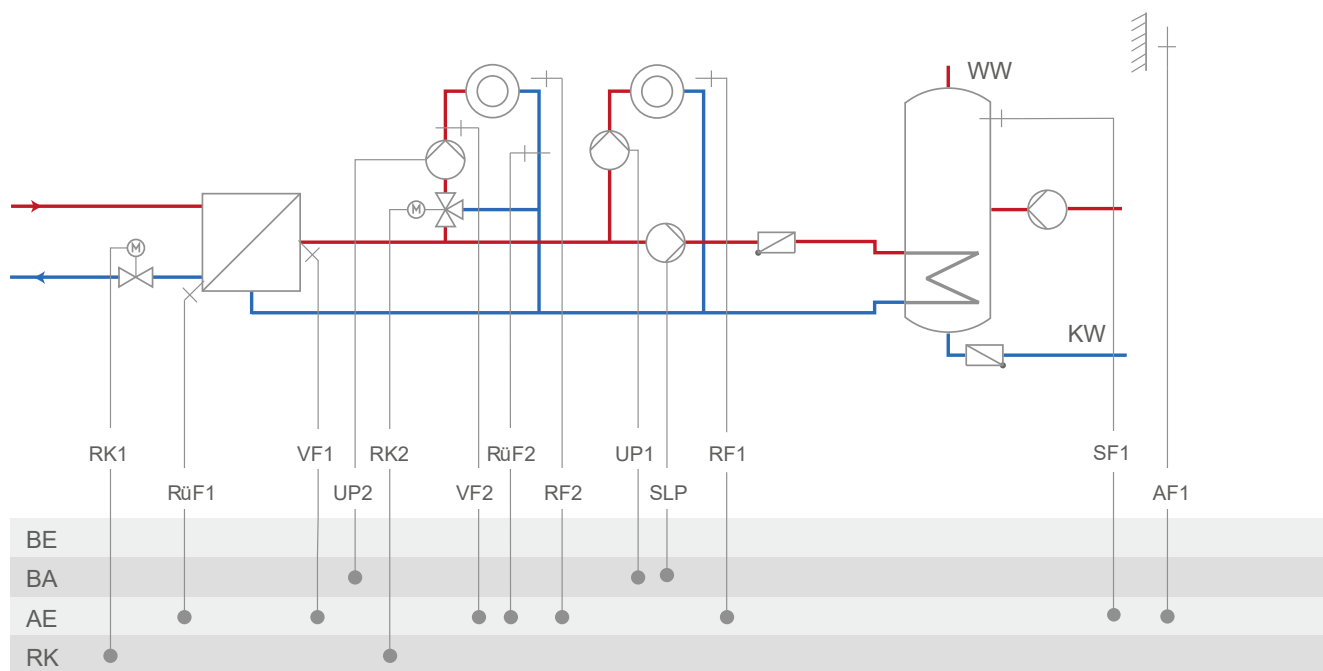 WW
M
M
KW
RK1 VF1 RK2 RüF2 UP1 RF1 SF1
RüF1 UP2 VF2 RF2 SLP AF1
BE
BA
AE
RK